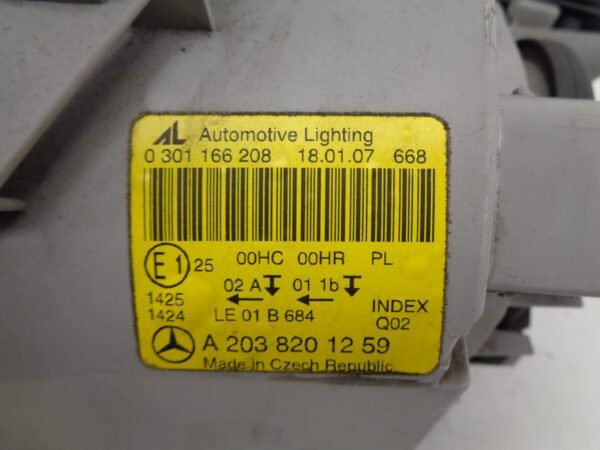 AL Automotive Lighting
0 301 166 208 18.01.07 668
E1 25 00HC 00HR PL
02 A 01 1b
1425
1424 LE 01 B 684
INDEX
Q02
A 203 820 12 59
Made in Czech Republic